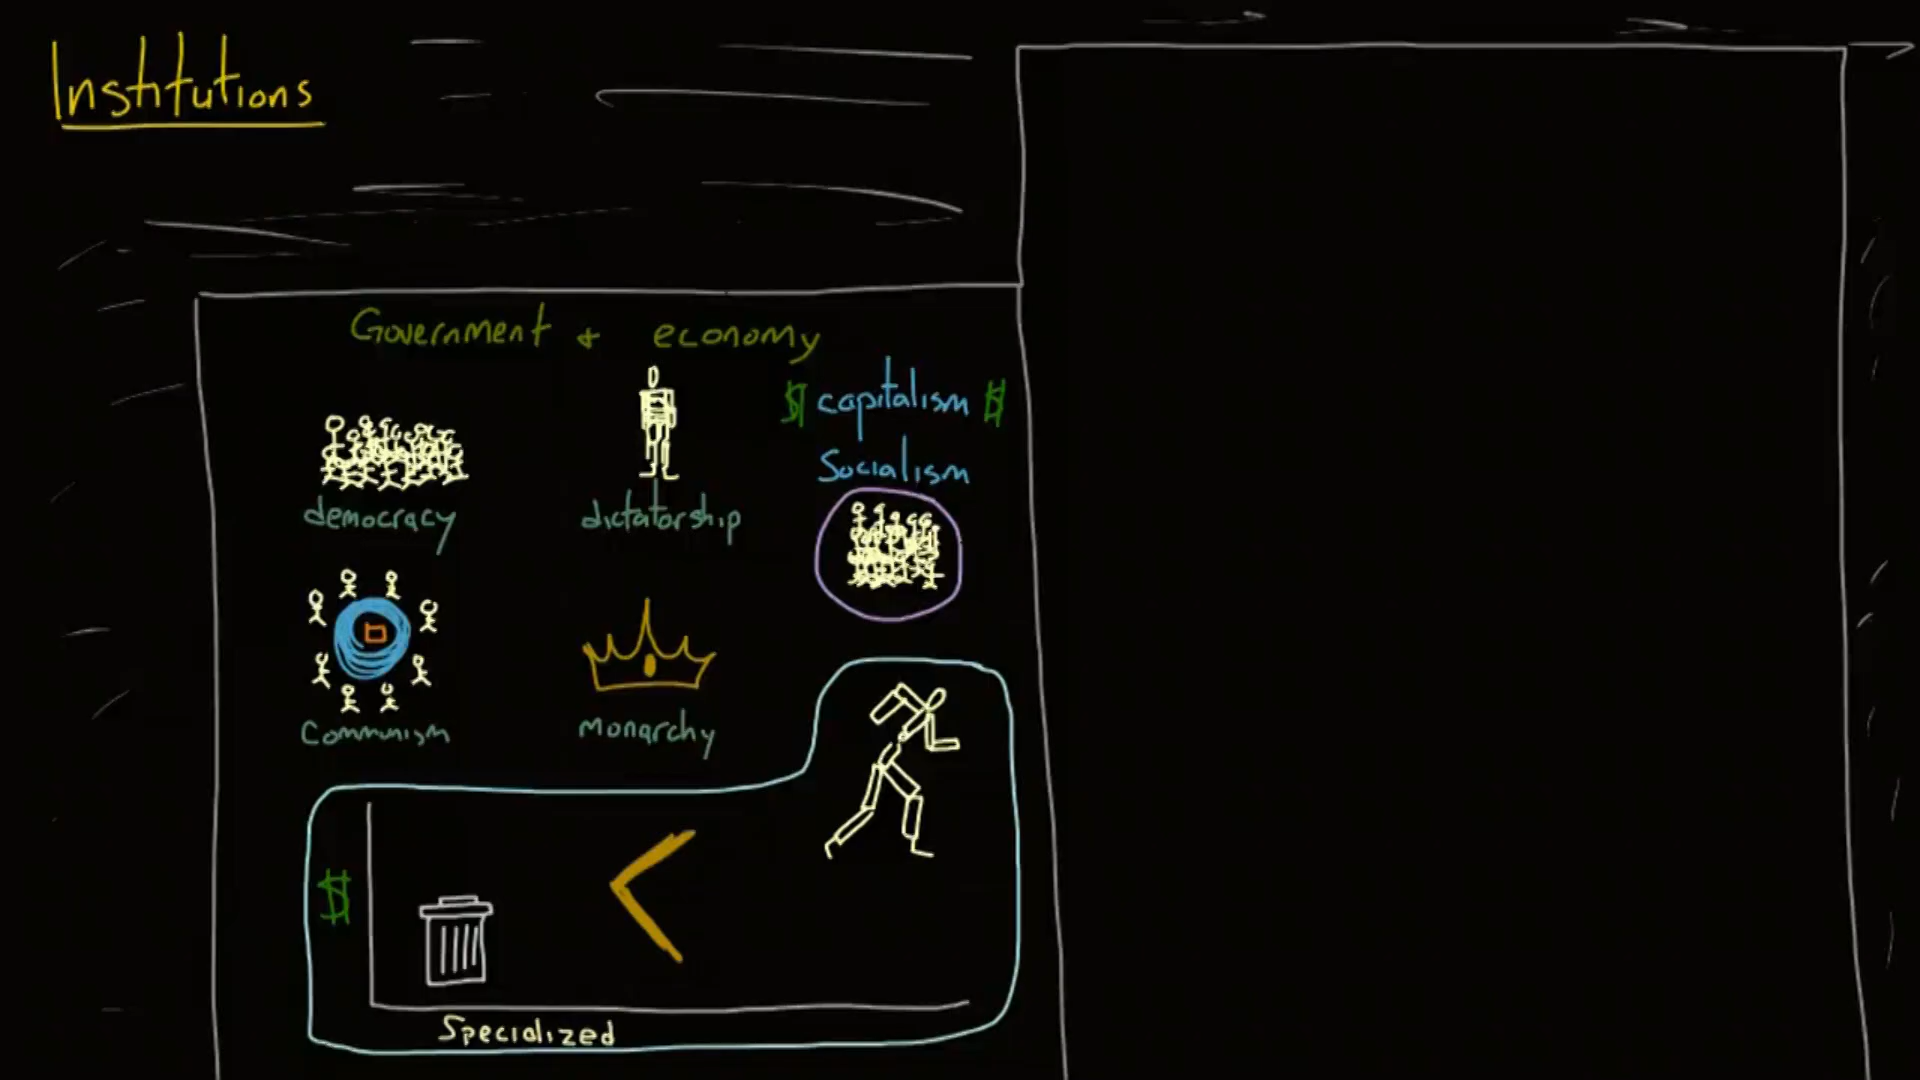 Institutions
Government + economy
$ capitalism $
Socialism
democracy
dictatorship
Communism
monarchy
$
<
Specialized